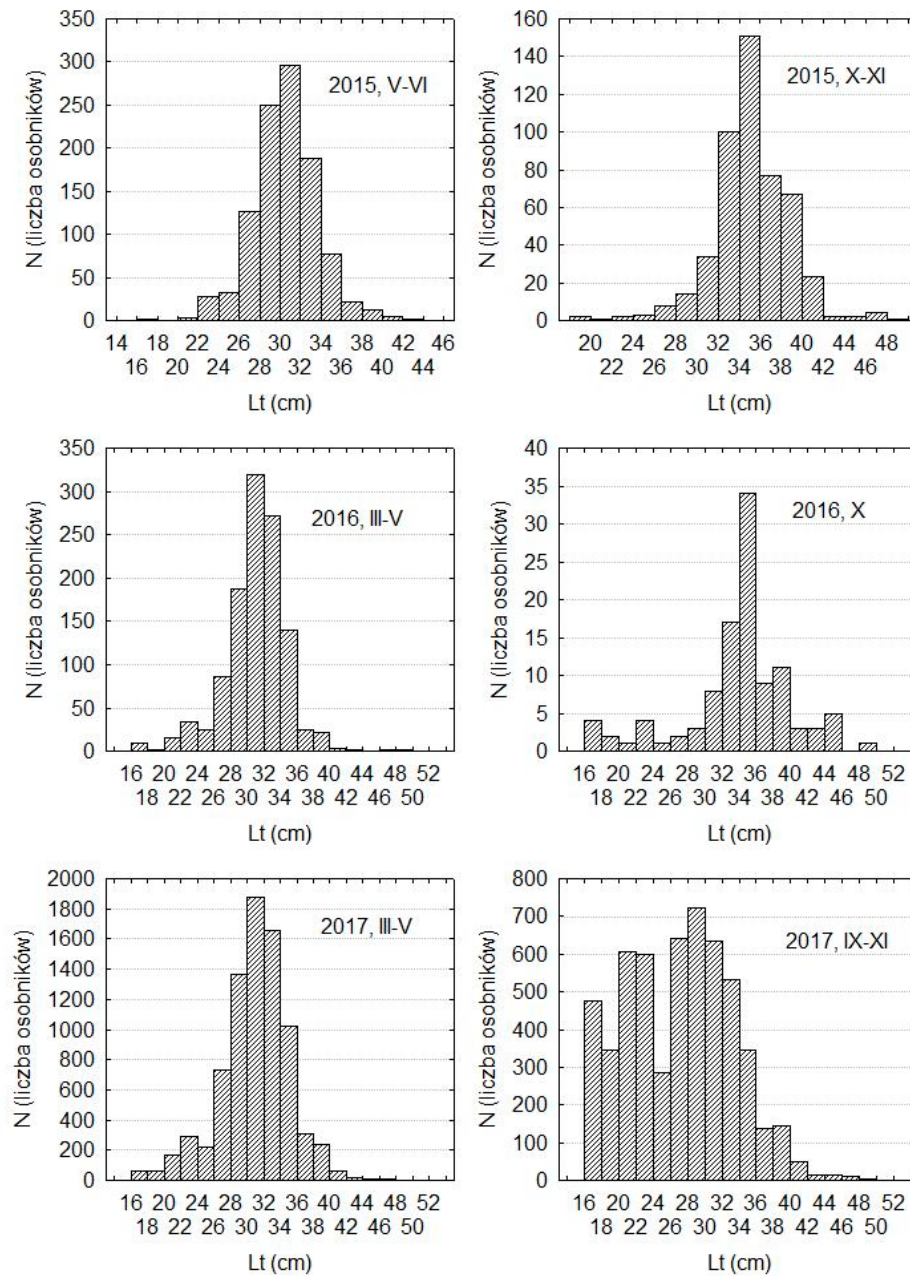 350
300
250
200
150
100
50
0
N (liczba osobników)
2015, V-VI
14 18 22 26 30 34 38 42 46
16 20 24 28 32 36 40 44
Lt (cm)
160
140
120
100
80
60
40
20
0
N (liczba osobników)
2015, X-XI
20 24 28 32 36 40 44 48
22 26 30 34 38 42 46
Lt (cm)
350
300
250
200
150
100
50
0
N (liczba osobników)
2016, III-V
16 20 24 28 32 36 40 44 48 52
18 22 26 30 34 38 42 46 50
Lt (cm)
40
35
30
25
20
15
10
5
0
N (liczba osobników)
2016, X
16 20 24 28 32 36 40 44 48 52
18 22 26 30 34 38 42 46 50
Lt (cm)
2000
1800
1600
1400
1200
1000
800
600
400
200
0
N (liczba osobników)
2017, III-V
16 20 24 28 32 36 40 44 48 52
18 22 26 30 34 38 42 46 50
Lt (cm)
800
700
600
500
400
300
200
100
0
N (liczba osobników)
2017, IX-XI
16 20 24 28 32 36 40 44 48 52
18 22 26 30 34 38 42 46 50
Lt (cm)